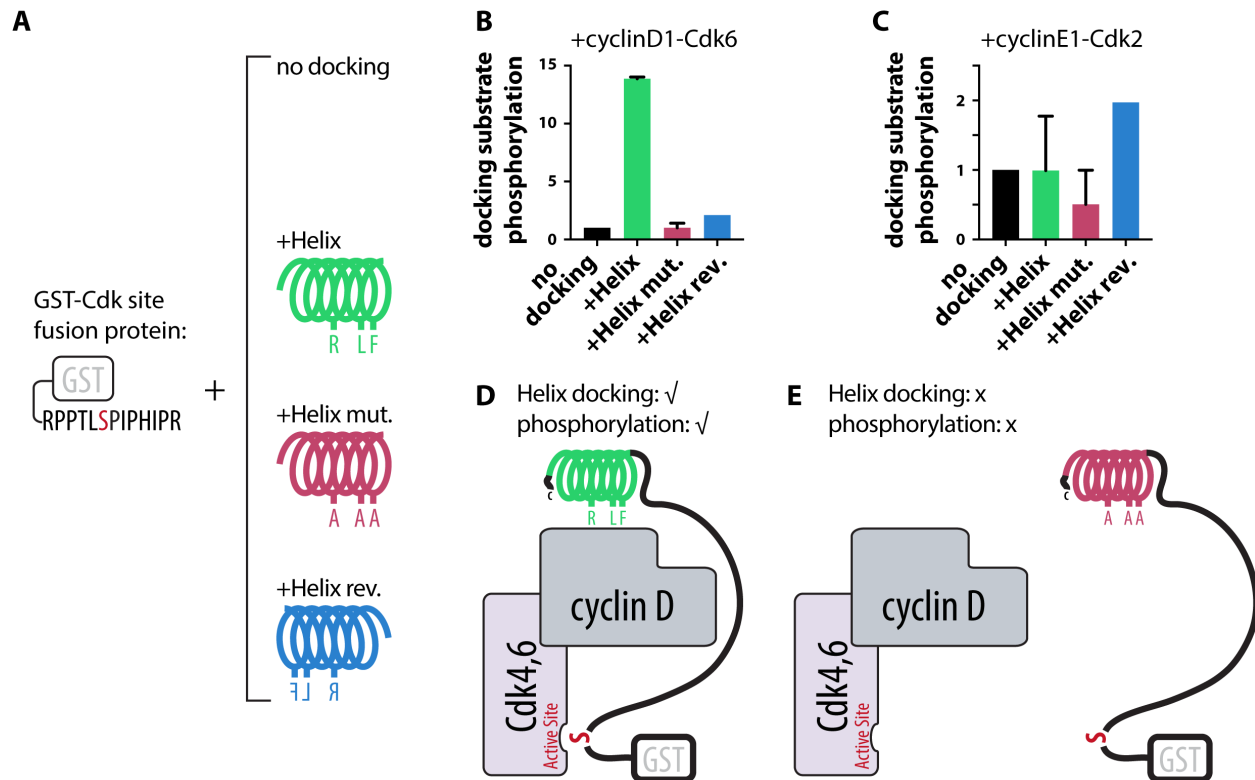 A
GST-Cdk site
fusion protein:
GST
RPPTLSPIPHIPR
+
no docking
+Helix
R LF
+Helix mut.
A AA
+Helix rev.
FL R
B
+cyclinD1-Cdk6
docking substrate
phosphorylation
15
10
5
0
no
docking
+Helix
+Helix mut.
+Helix rev.
C
+cyclinE1-Cdk2
docking substrate
phosphorylation
2
1
0
no
docking
+Helix
+Helix mut.
+Helix rev.
D
Helix docking: √
phosphorylation: √
c
R LF
cyclin D
Cdk4,6
Active Site
S
GST
E
Helix docking: x
phosphorylation: x
c
A AA
cyclin D
Cdk4,6
Active Site
S
GST